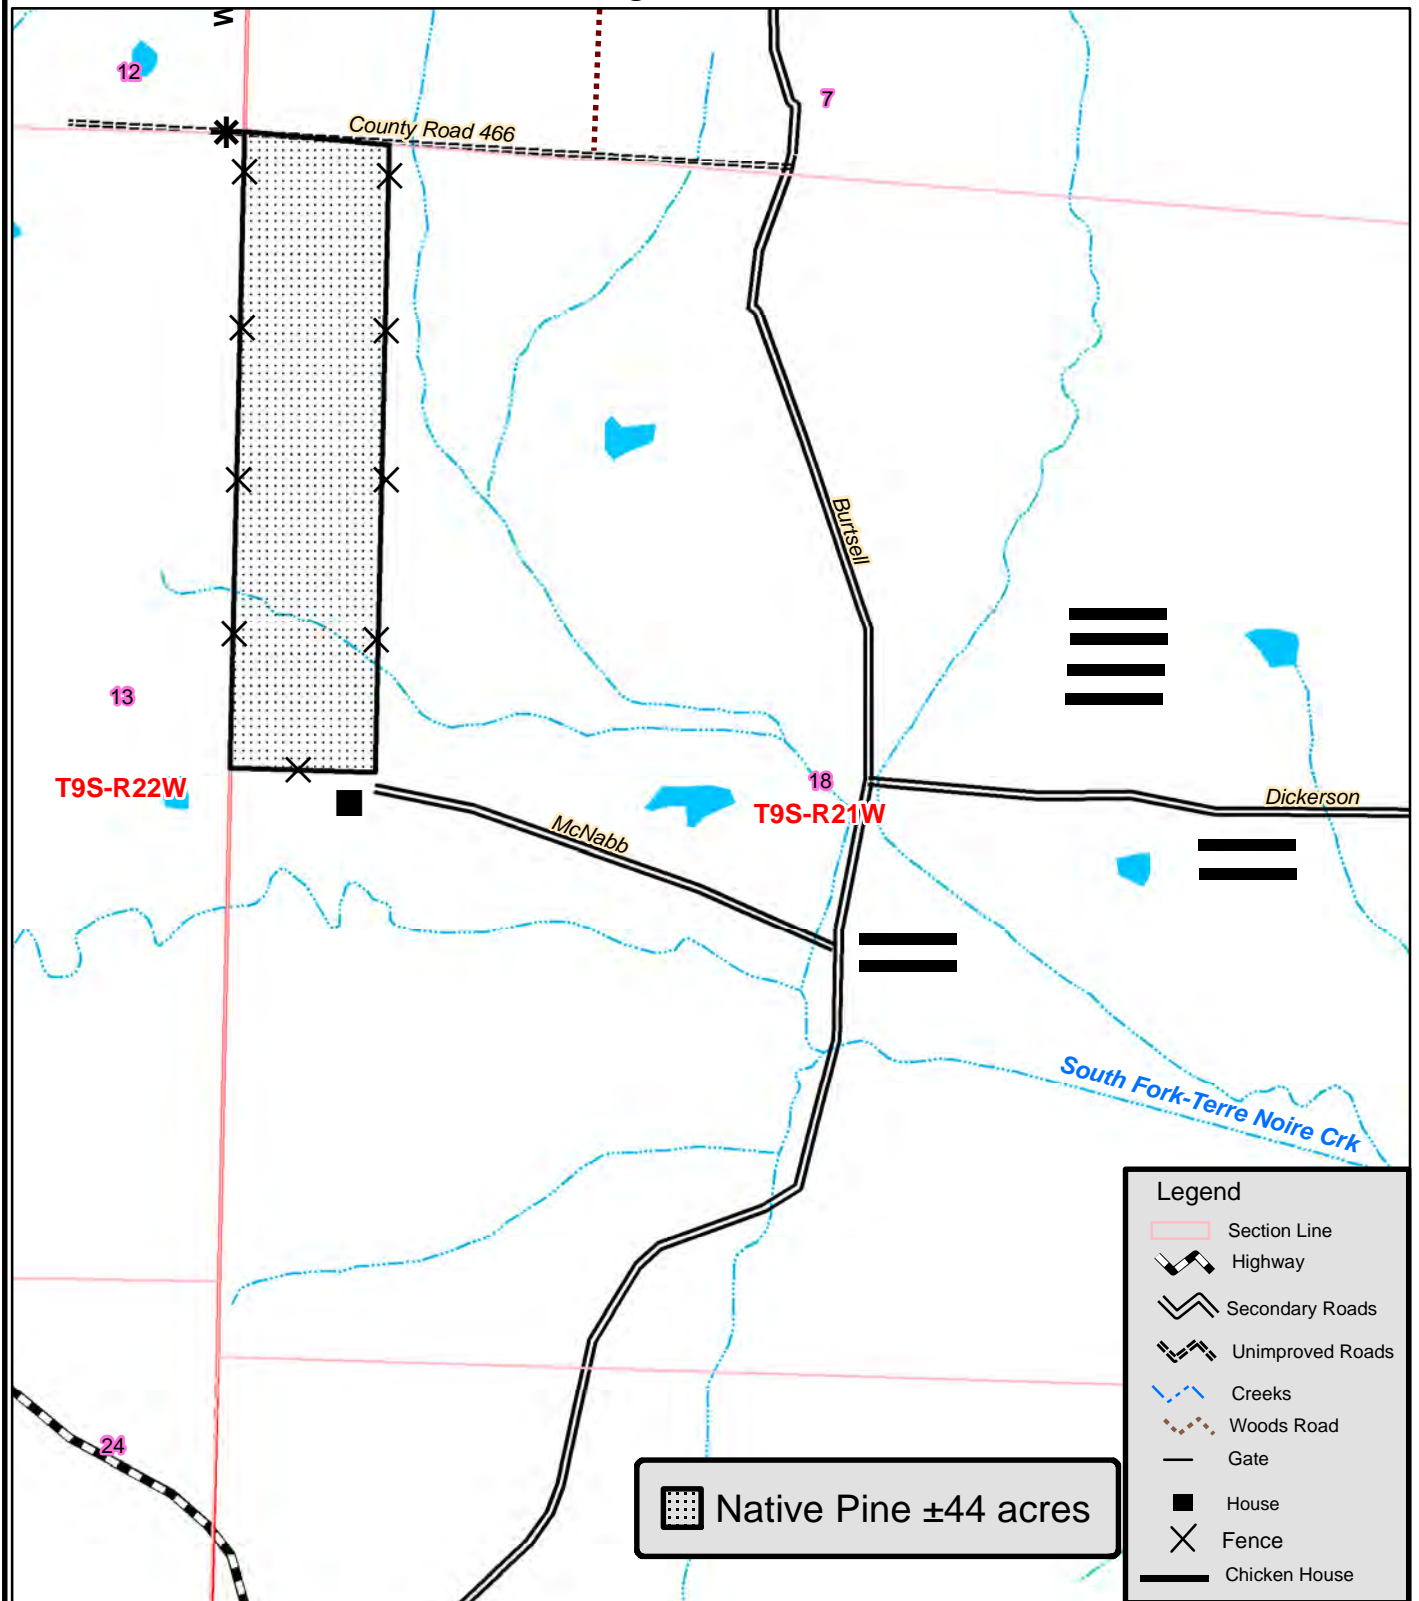 W
12
7
County Road 466
Burtsell
13
18
T9S-R22W
T9S-R21W
Dickerson
McNabb
South Fork-Terre Noire Crk
24
Legend
Section Line
Highway
Secondary Roads
Unimproved Roads
Creeks
Woods Road
Gate
House
Fence
Chicken House
Native Pine ±44 acres